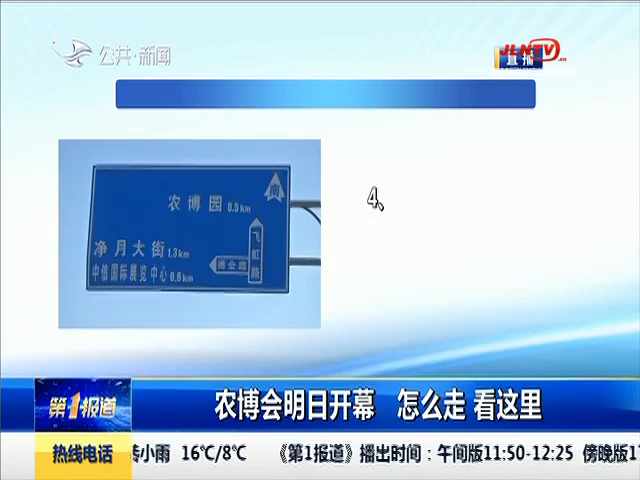 公共·新闻
JLNTV.cn
直播
南
农博园 0.5km
飞虹路
净月大街 1.3km
博会路
中信国际展览中心 0.6km
4、
第1报道
农博会明日开幕 怎么走 看这里
热线电话
小雨 16℃/8℃ 《第1报道》播出时间：午间版11:50-12:25 傍晚版17